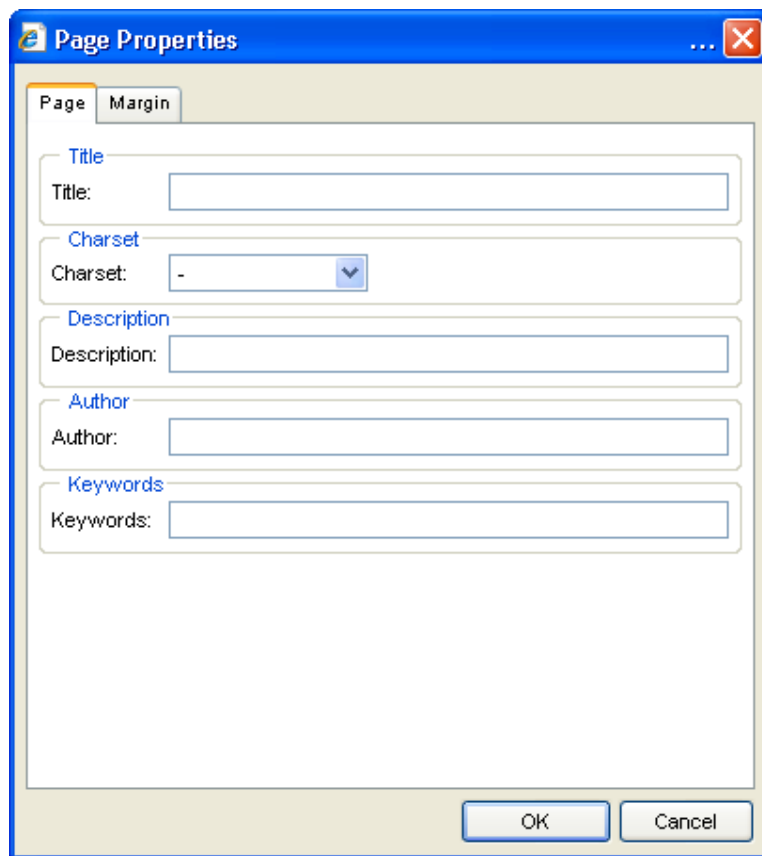 Page Properties ...
Page Margin
Title
Title:
Charset
Charset: -
Description
Description:
Author
Author:
Keywords
Keywords:
OK Cancel